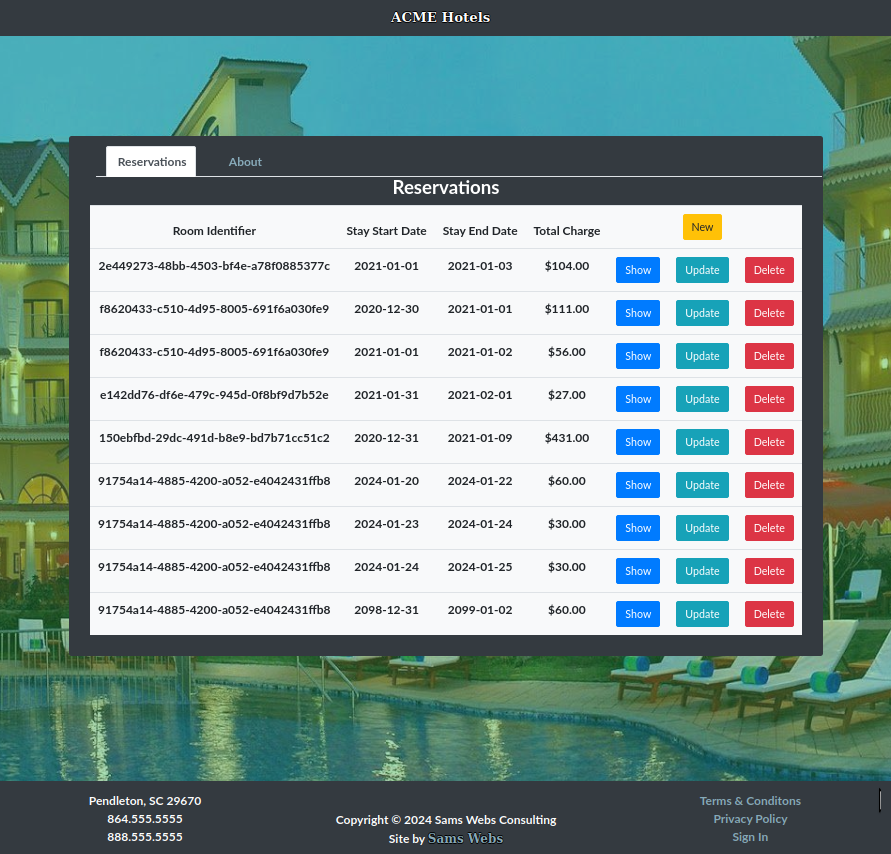 ACME Hotels
Reservations About
Reservations
Room Identifier Stay Start Date Stay End Date Total Charge New
2e449273-48bb-4503-bf4e-a78f0885377c 2021-01-01 2021-01-03 $104.00 Show Update Delete
f8620433-c510-4d95-8005-691f6a030fe9 2020-12-30 2021-01-01 $111.00 Show Update Delete
f8620433-c510-4d95-8005-691f6a030fe9 2021-01-01 2021-01-02 $56.00 Show Update Delete
e142dd76-df6e-479c-945d-0f8bf9d7b52e 2021-01-31 2021-02-01 $27.00 Show Update Delete
150ebfbd-29dc-491d-b8e9-bd7b71cc51c2 2020-12-31 2021-01-09 $431.00 Show Update Delete
91754a14-4885-4200-a052-e4042431ffb8 2024-01-20 2024-01-22 $60.00 Show Update Delete
91754a14-4885-4200-a052-e4042431ffb8 2024-01-23 2024-01-24 $30.00 Show Update Delete
91754a14-4885-4200-a052-e4042431ffb8 2024-01-24 2024-01-25 $30.00 Show Update Delete
91754a14-4885-4200-a052-e4042431ffb8 2098-12-31 2099-01-02 $60.00 Show Update Delete
Pendleton, SC 29670
864.555.5555
888.555.5555
Copyright © 2024 Sams Webs Consulting
Site by Sams Webs
Terms & Conditons
Privacy Policy
Sign In